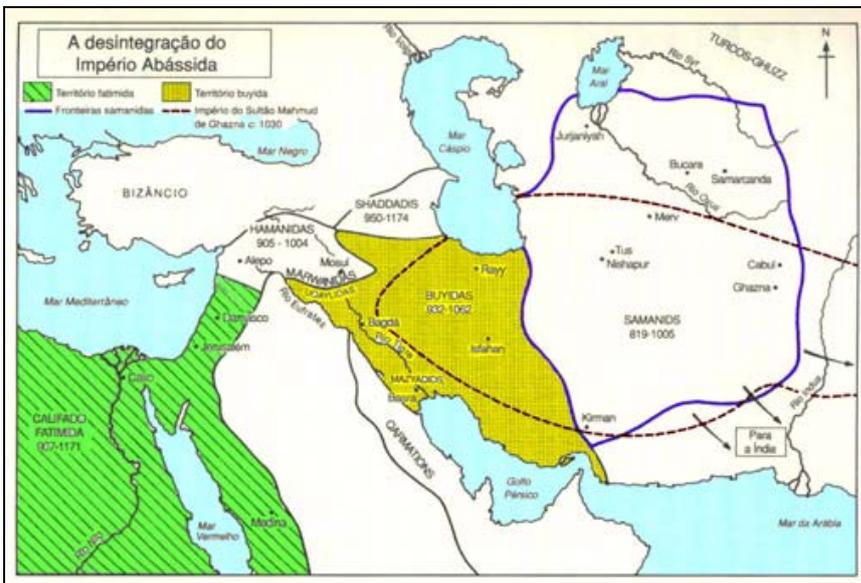 A desintegração do
Império Abássida
Território fatimida
Território buyida
Fronteiras samanidas
Império do Sultão Mahmud
de Ghazna c. 1030
N
TURCOS-GHUZZ
Rio Volga
Rio Syr
Mar
Aral
Jurjaniyah
Mar
Cáspio
Mar Negro
Bucara
Samarcanda
Rio Oxus
BIZÂNCIO
SHADDADIS
950-1174
HAMANIDAS
905 - 1004
Alepo
Mosul
MARWANIDAS
UQAYLIDAS
Merv
Tus
Nishapur
Cabul
Ghazna
Rayy
BUYIDAS
932-1062
SAMANIDS
819-1005
Mar Mediterrâneo
Rio Eufrates
Damasco
Bagdá
Rio Tigre
Isfahan
Jerusalém
MAZYADIOS
Basra
Cairo
CARMATIONS
Kirman
Rio Indus
Para
a Índia
CALIFADO
FATIMIDA
907-1171
Golfo
Pérsico
Medina
Mar
Vermelho
Rio Nilo
Mar da Arábia